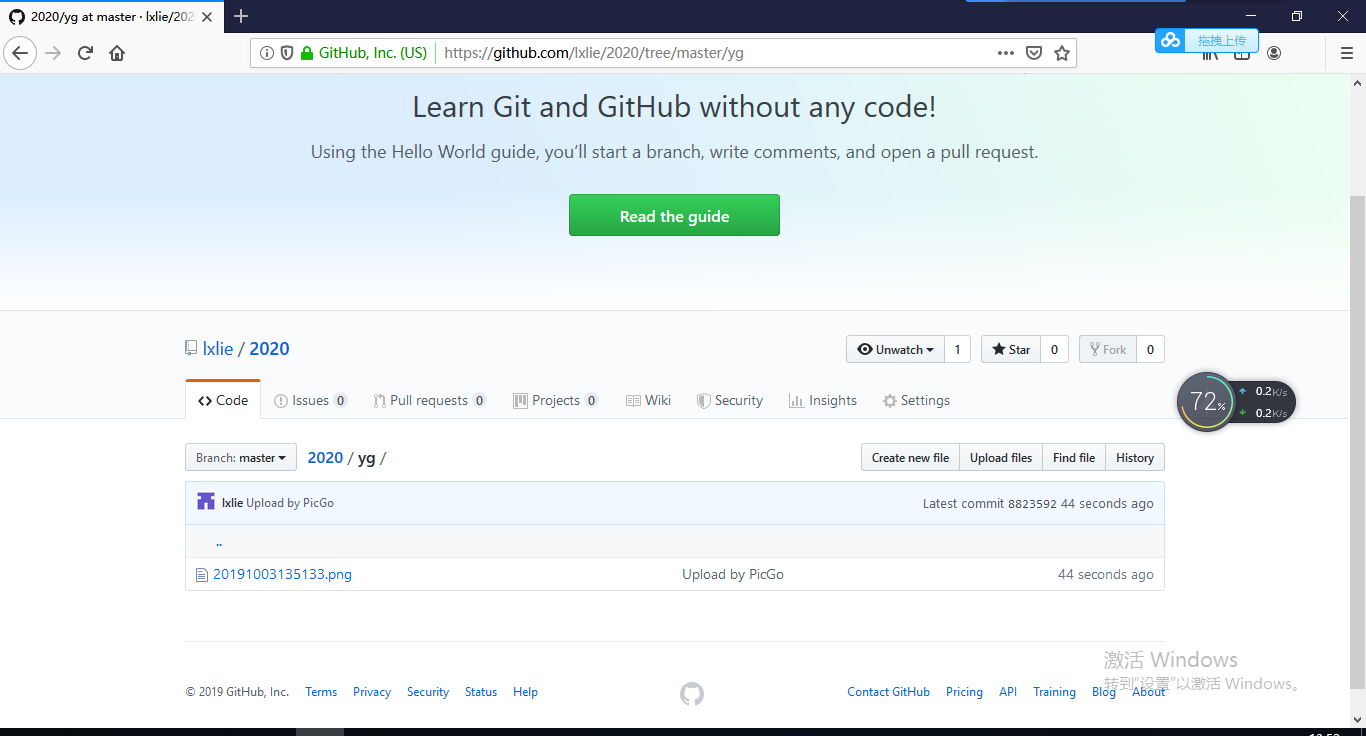 2020/yg at master · lxlie/202
GitHub, Inc. (US) https://github.com/lxlie/2020/tree/master/yg
拖拽上传
Learn Git and GitHub without any code!
Using the Hello World guide, you’ll start a branch, write comments, and open a pull request.
Read the guide
lxlie / 2020
Unwatch 1 Star 0 Fork 0
Code Issues 0 Pull requests 0 Projects 0 Wiki Security Insights Settings
72% 0.2K/s
0.2K/s
Branch: master 2020 / yg / Create new file Upload files Find file History
lxlie Upload by PicGo Latest commit 8823592 44 seconds ago
..
20191003135133.png Upload by PicGo 44 seconds ago
激活 Windows
转到“设置”以激活 Windows。
© 2019 GitHub, Inc. Terms Privacy Security Status Help Contact GitHub Pricing API Training Blog About